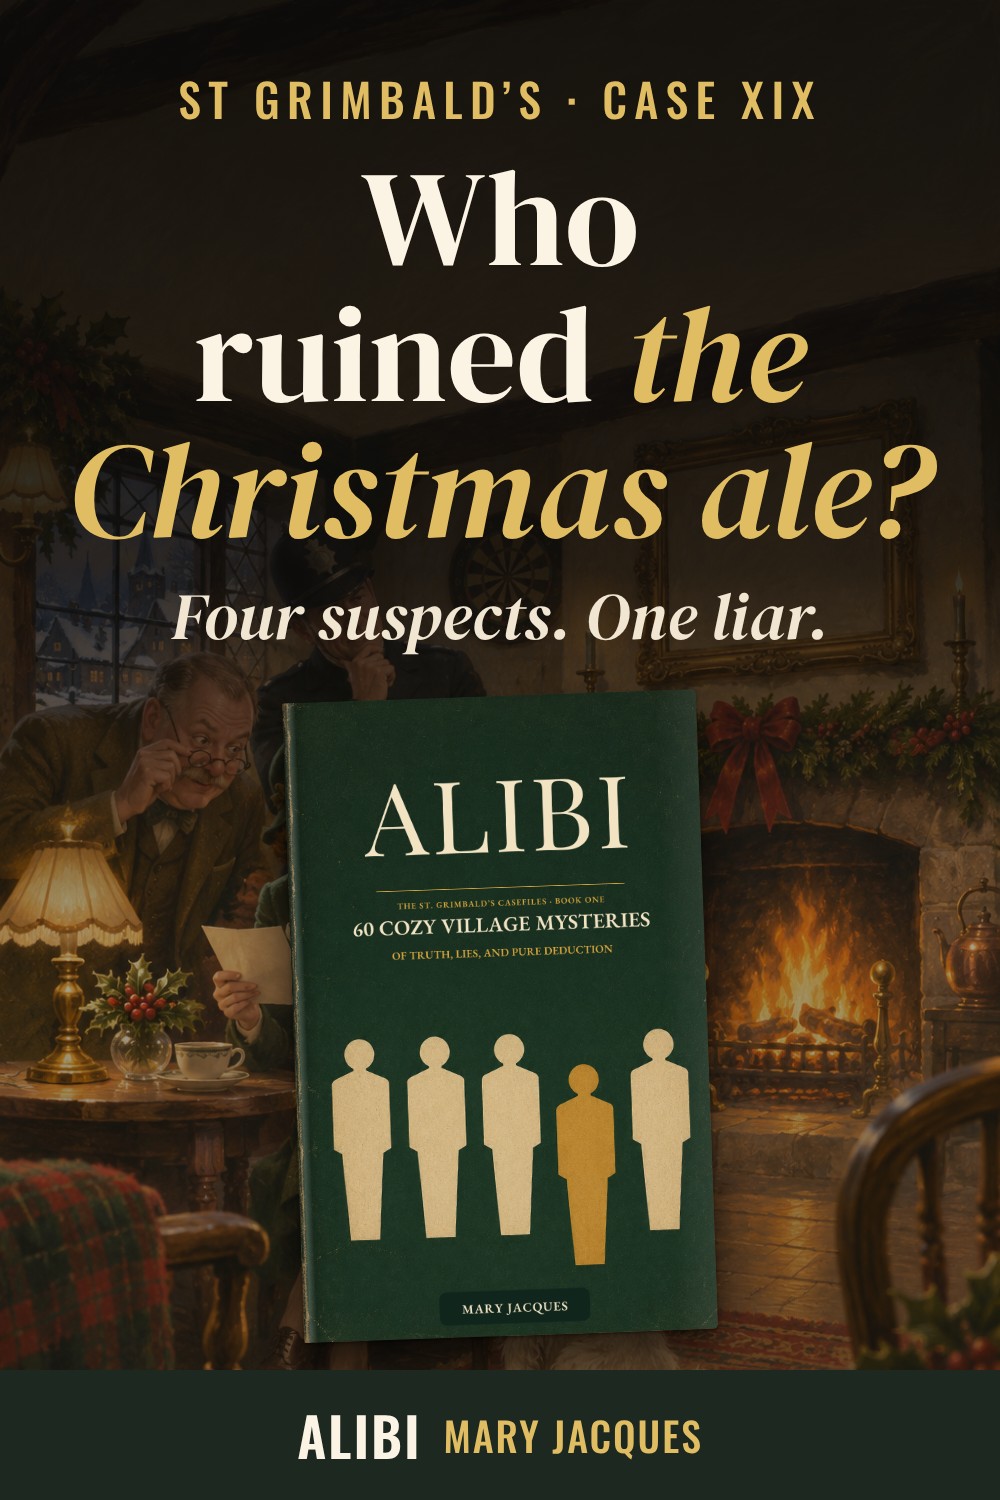 ST GRIMBALD’S · CASE XIX
Who
ruined the
Christmas ale?
Four suspects. One liar.
ALIBI
THE ST. GRIMBALD'S CASEFILES · BOOK ONE
60 COZY VILLAGE MYSTERIES
OF TRUTH, LIES, AND PURE DEDUCTION
MARY JACQUES
ALIBI MARY JACQUES